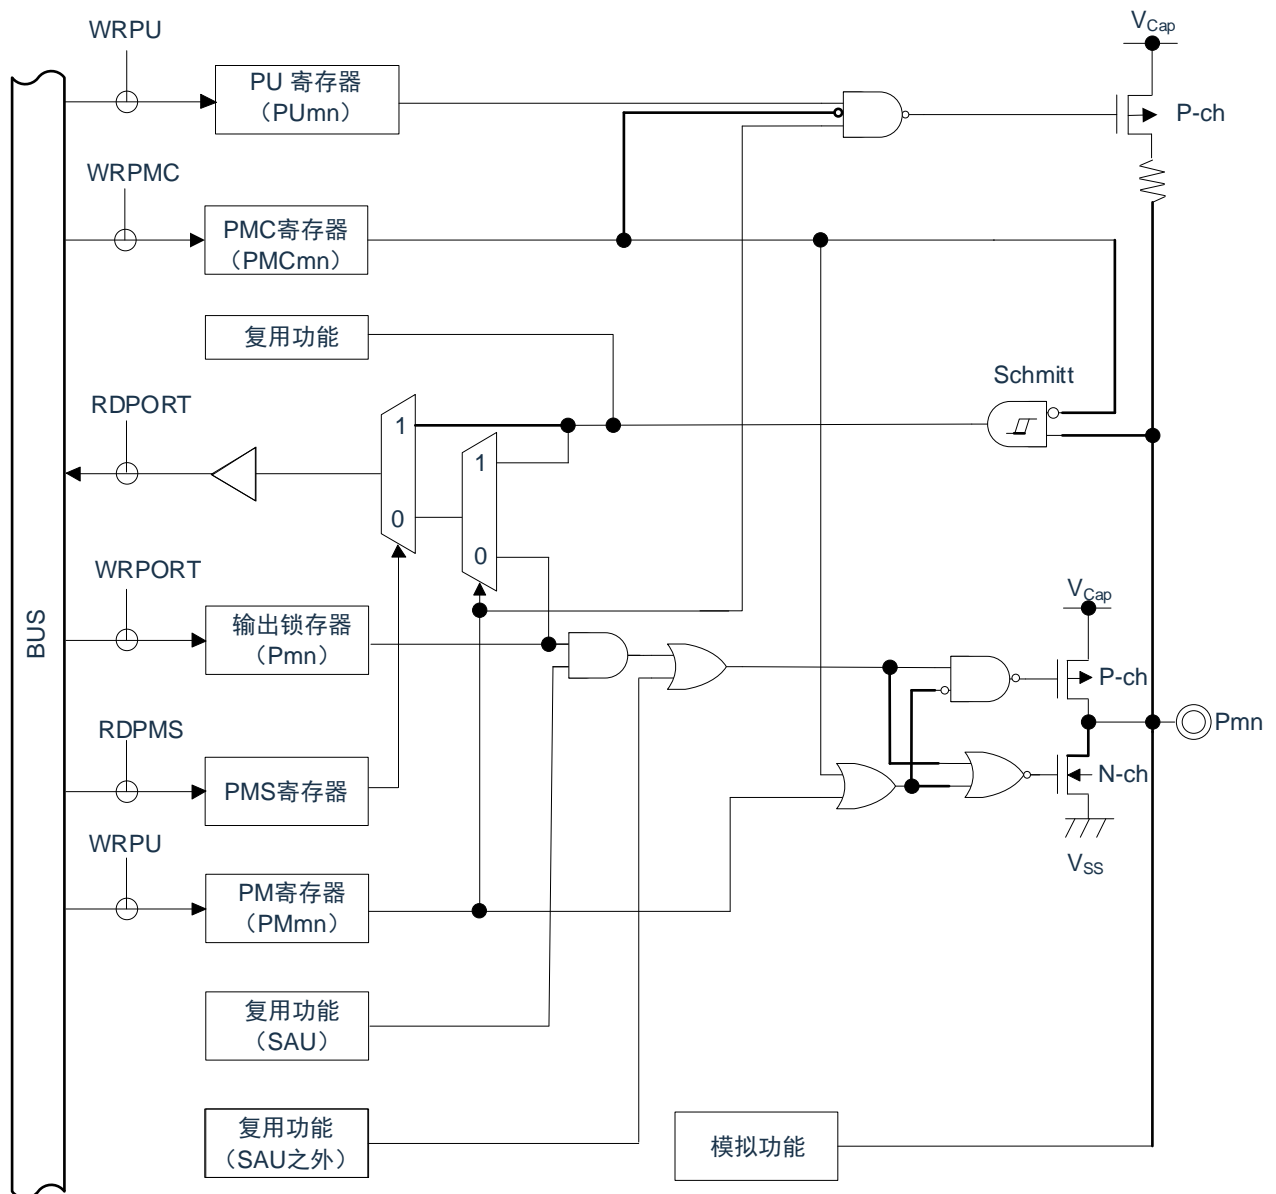 WRPU
V_Cap
PU 寄存器
（PUmn）
P-ch
WRPMC
PMC寄存器
（PMCmn）
复用功能
Schmitt
RDPORT
1
1
0
0
WRPORT
V_Cap
BUS
输出锁存器
（Pmn）
P-ch
RDPMS
Pmn
PMS寄存器
N-ch
WRPU
V_SS
PM寄存器
（PMmn）
复用功能
（SAU）
复用功能
（SAU之外）
模拟功能